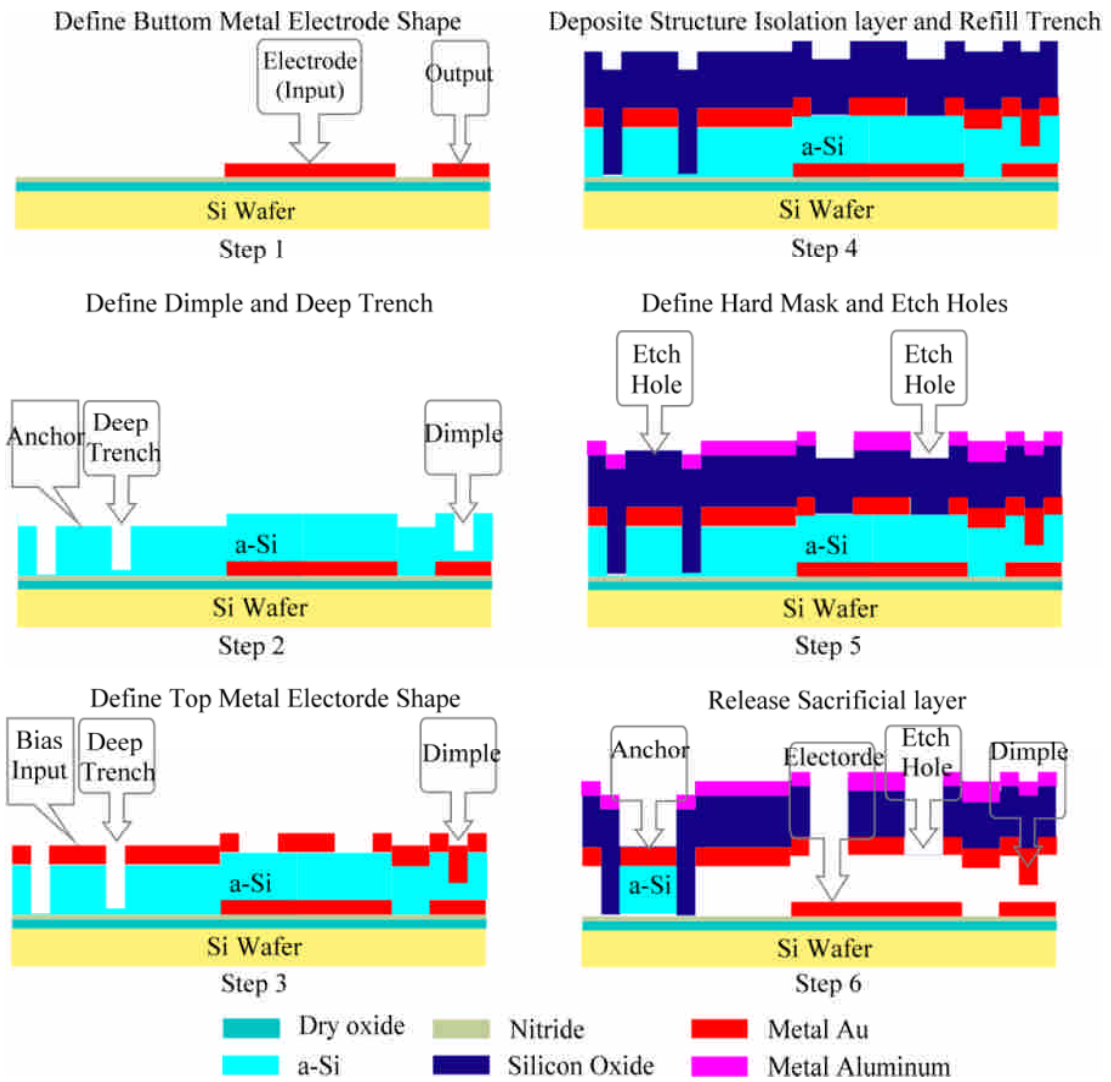 Define Buttom Metal Electrode Shape
Electrode
(Input)
Output
Si Wafer
Step 1
Define Dimple and Deep Trench
Anchor
Deep
Trench
Dimple
a-Si
Si Wafer
Step 2
Define Top Metal Electorde Shape
Bias
Input
Deep
Trench
Dimple
a-Si
Si Wafer
Step 3
Deposite Structure Isolation layer and Refill Trench
a-Si
Si Wafer
Step 4
Define Hard Mask and Etch Holes
Etch
Hole
Etch
Hole
a-Si
Si Wafer
Step 5
Release Sacrificial layer
Anchor
Electorde
Etch
Hole
Dimple
a-Si
Si Wafer
Step 6
Dry oxide
Nitride
Metal Au
a-Si
Silicon Oxide
Metal Aluminum